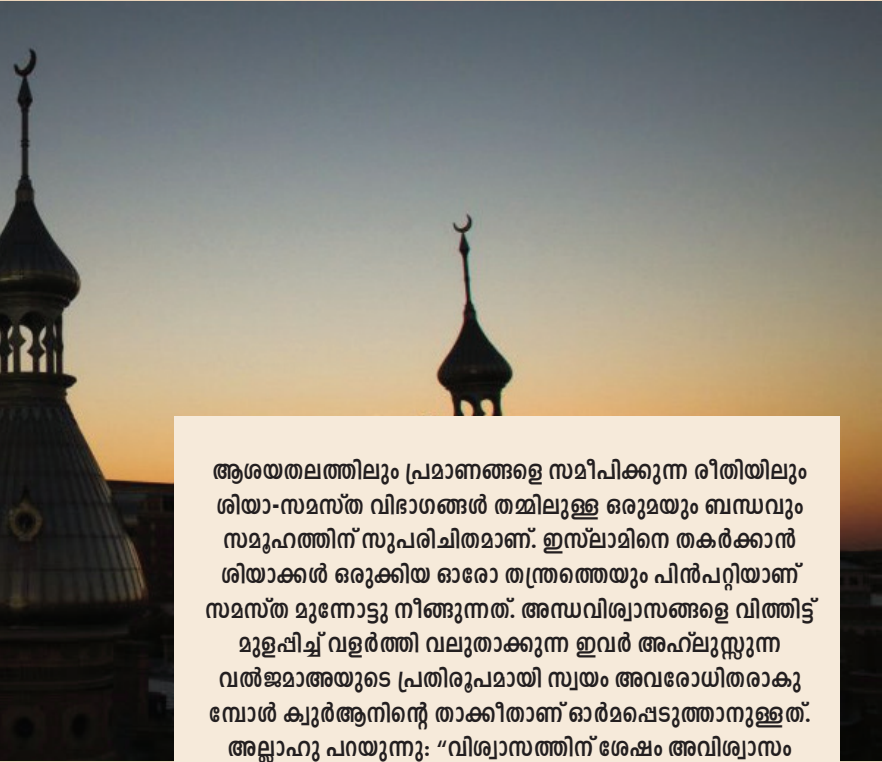 ആശയതലത്തിലും പ്രമാണങ്ങളെ സമീപിക്കുന്ന രീതിയിലും
ശിയാ-സമസ്ത വിഭാഗങ്ങൾ തമ്മിലുള്ള ഒരുമയും ബന്ധവും
സമൂഹത്തിന് സുപരിചിതമാണ്. ഇസ്‌ലാമിനെ തകർക്കാൻ
ശിയാക്കൾ ഒരുക്കിയ ഓരോ തന്ത്രത്തെയും പിൻപറ്റിയാണ്
സമസ്ത മുന്നോട്ടു നീങ്ങുന്നത്. അന്ധവിശ്വാസങ്ങളെ വിത്തിട്ട്
മുളപ്പിച്ച് വളർത്തി വലുതാക്കുന്ന ഇവർ അഹ്‌ലുസ്സുന്ന
വൽജമാഅയുടെ പ്രതിരൂപമായി സ്വയം അവരോധിതരാകു
മ്പോൾ ക്വുർആനിന്റെ താക്കീതാണ് ഓർമപ്പെടുത്താനുള്ളത്.
അല്ലാഹു പറയുന്നു: “വിശ്വാസത്തിന് ശേഷം അവിശ്വാസം